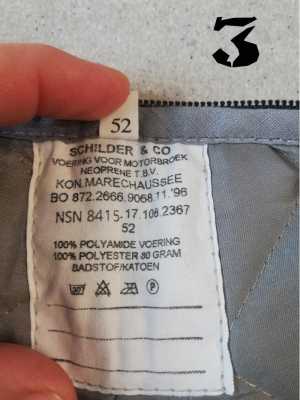 3
52
SCHILDER & CO
VOERING VOOR MOTORBROEK
NEOPRENE T.B.V.
KON. MARECHAUSSEE
BO 872.2666.9068.11.'96
NSN 8415-17.108.2367
52
100% POLYAMIDE VOERING
100% POLYESTER 80 GRAM
BADSTOF/KATOEN
30°
P